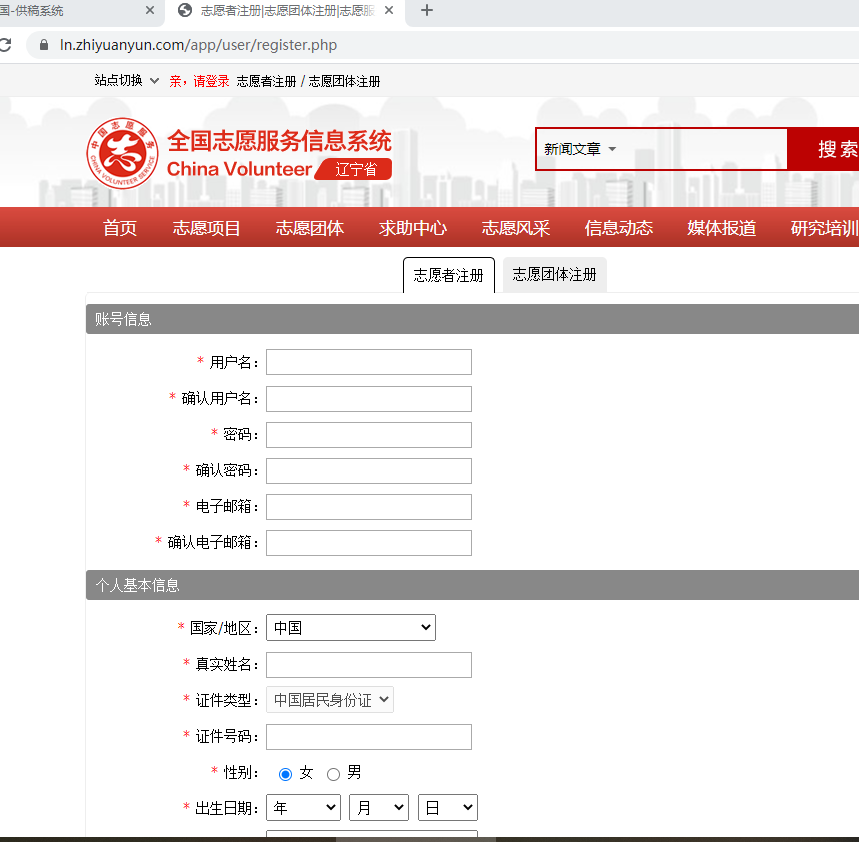 国-供稿系统
志愿者注册|志愿团体注册|志愿服
ln.zhiyuanyun.com/app/user/register.php
站点切换 亲，请登录 志愿者注册 / 志愿团体注册
中国志愿服务
CHINA VOLUNTEER SERVICE
全国志愿服务信息系统
China Volunteer 辽宁省
新闻文章 搜 索
首页 志愿项目 志愿团体 求助中心 志愿风采 信息动态 媒体报道 研究培训
志愿者注册 志愿团体注册
账号信息
* 用户名：
* 确认用户名：
* 密码：
* 确认密码：
* 电子邮箱：
* 确认电子邮箱：
个人基本信息
* 国家/地区： 中国
* 真实姓名：
* 证件类型： 中国居民身份证
* 证件号码：
* 性别： 女 男
* 出生日期： 年 月 日